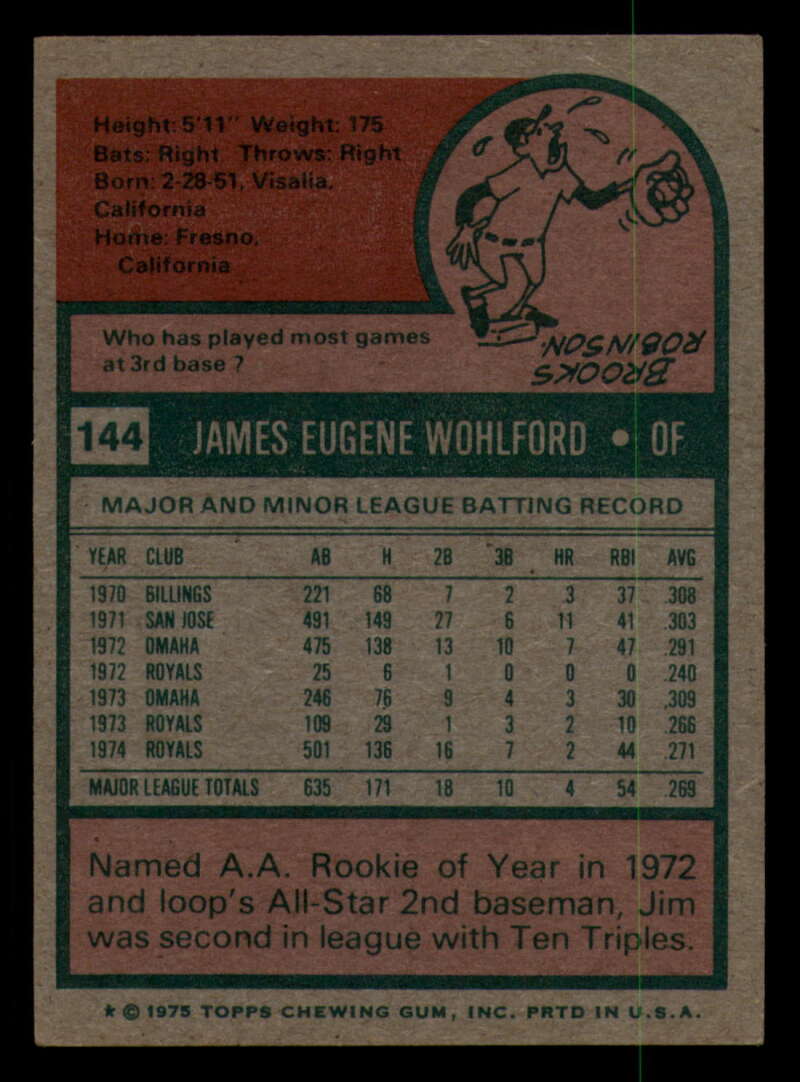 Height: 5'11" Weight: 175
Bats: Right Throws: Right
Born: 2-28-51, Visalia,
California
Home: Fresno,
California
Who has played most games
at 3rd base ?
BROOKS
ROBINSON.
144 JAMES EUGENE WOHLFORD • OF
MAJOR AND MINOR LEAGUE BATTING RECORD
YEAR CLUB AB H 2B 3B HR RBI AVG
1970 BILLINGS 221 68 7 2 3 37 .308
1971 SAN JOSE 491 149 27 6 11 41 .303
1972 OMAHA 475 138 13 10 7 47 .291
1972 ROYALS 25 6 1 0 0 0 .240
1973 OMAHA 246 76 9 4 3 30 .309
1973 ROYALS 109 29 1 3 2 10 .266
1974 ROYALS 501 136 16 7 2 44 .271
MAJOR LEAGUE TOTALS 635 171 18 10 4 54 .269
Named A.A. Rookie of Year in 1972
and loop's All-Star 2nd baseman, Jim
was second in league with Ten Triples.
* © 1975 TOPPS CHEWING GUM, INC. PRTD IN U.S.A.